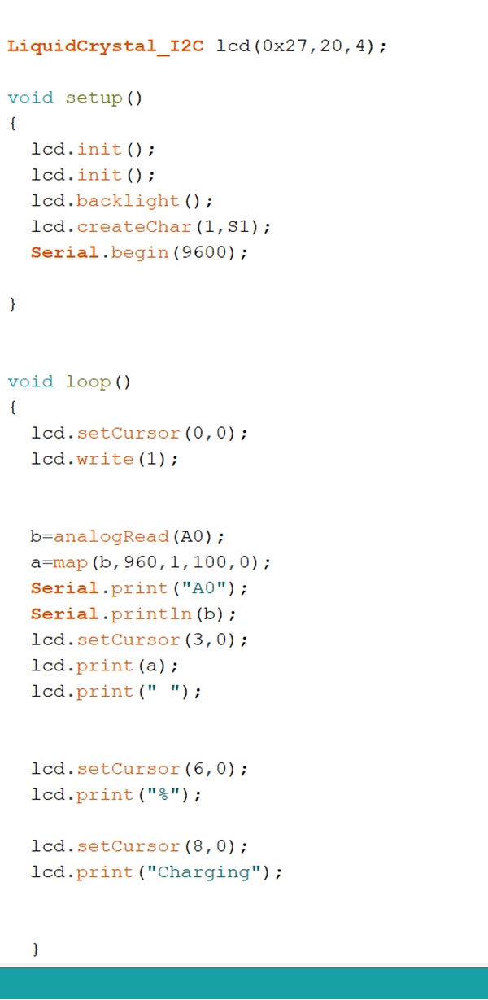 LiquidCrystal_I2C lcd(0x27,20,4);
void setup()
{
lcd.init();
lcd.init();
lcd.backlight();
lcd.createChar(1,S1);
Serial.begin(9600);
}
void loop()
{
lcd.setCursor(0,0);
lcd.write(1);
b=analogRead(A0);
a=map(b,960,1,100,0);
Serial.print("A0");
Serial.println(b);
lcd.setCursor(3,0);
lcd.print(a);
lcd.print(" ");
lcd.setCursor(6,0);
lcd.print("%");
lcd.setCursor(8,0);
lcd.print("Charging");
}